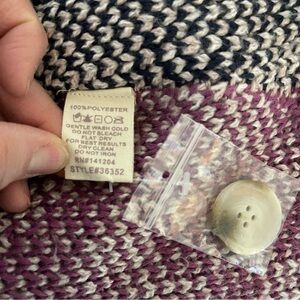 100%POLYESTER
GENTLE WASH COLD
DO NOT BLEACH
FLAT DRY
FOR BEST RESULTS
DRY CLEAN
DO NOT IRON
RN#141204
STYLE#36352